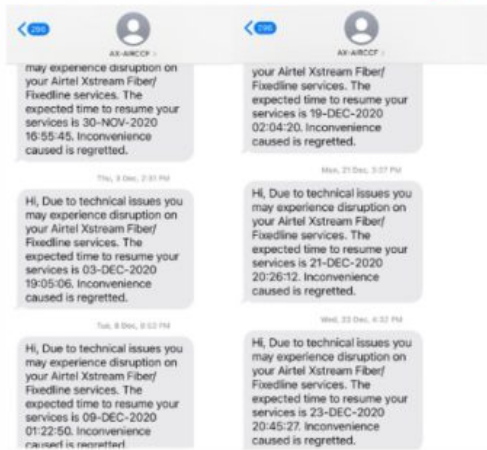 AX-AIRCCF
may experience disruption on
your Airtel Xstream Fiber/
Fixedline services. The
expected time to resume your
services is 30-NOV-2020
16:55:45. Inconvenience
caused is regretted.
Thu, 3 Dec, 2:31 PM
Hi, Due to technical issues you
may experience disruption on
your Airtel Xstream Fiber/
Fixedline services. The
expected time to resume your
services is 03-DEC-2020
19:05:06. Inconvenience
caused is regretted.
Tue, 8 Dec, 8:53 PM
Hi, Due to technical issues you
may experience disruption on
your Airtel Xstream Fiber/
Fixedline services. The
expected time to resume your
services is 09-DEC-2020
01:22:50. Inconvenience
caused is regretted.
AX-AIRCCF
your Airtel Xstream Fiber/
Fixedline services. The
expected time to resume your
services is 19-DEC-2020
02:04:20. Inconvenience
caused is regretted.
Mon, 21 Dec, 3:37 PM
Hi, Due to technical issues you
may experience disruption on
your Airtel Xstream Fiber/
Fixedline services. The
expected time to resume your
services is 21-DEC-2020
20:26:12. Inconvenience
caused is regretted.
Wed, 23 Dec, 4:32 PM
Hi, Due to technical issues you
may experience disruption on
your Airtel Xstream Fiber/
Fixedline services. The
expected time to resume your
services is 23-DEC-2020
20:45:27. Inconvenience
caused is regretted.